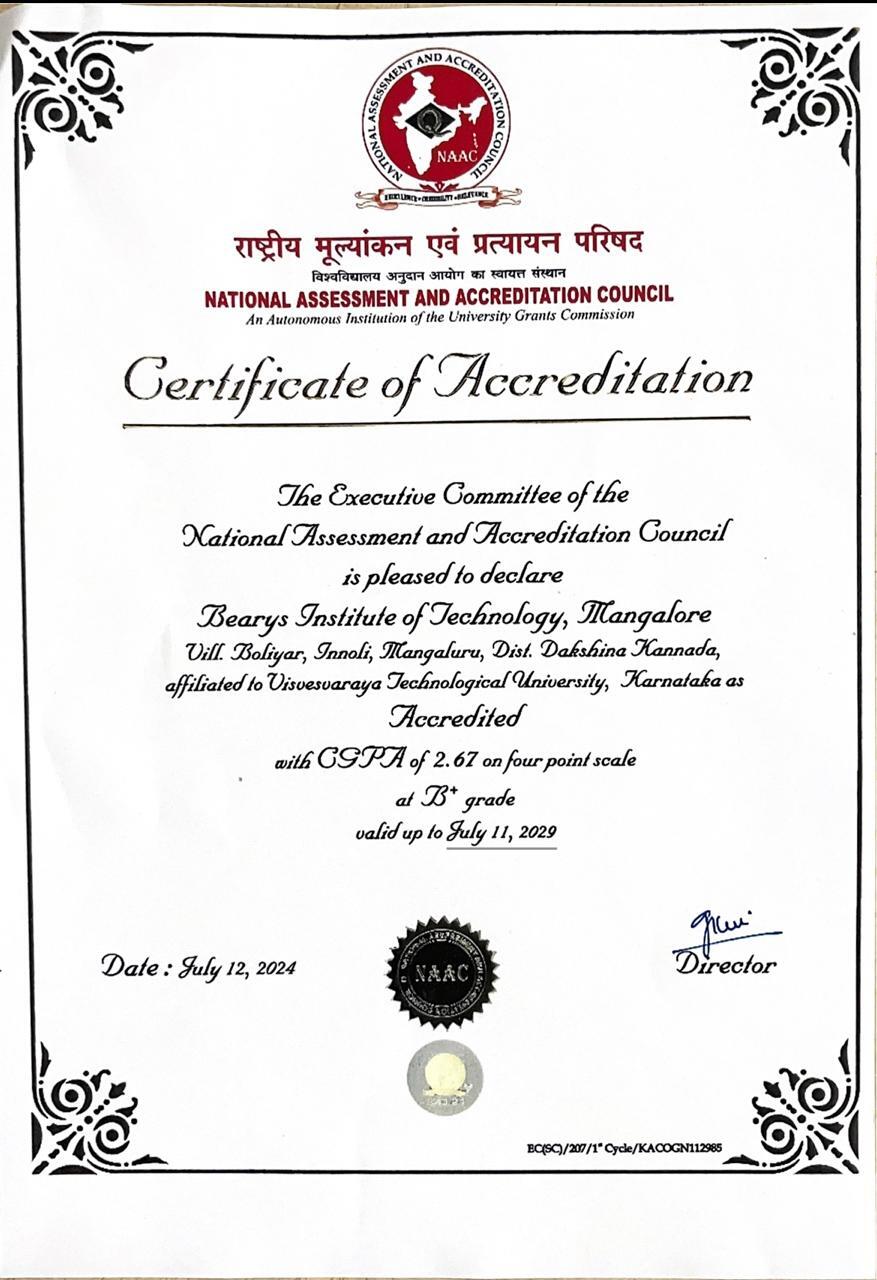 NATIONAL ASSESSMENT AND ACCREDITATION COUNCIL
NAAC
EXCELLENCE • CREDIBILITY • RELEVANCE
राष्ट्रीय मूल्यांकन एवं प्रत्यायन परिषद
विश्वविद्यालय अनुदान आयोग का स्वायत्त संस्थान
NATIONAL ASSESSMENT AND ACCREDITATION COUNCIL
An Autonomous Institution of the University Grants Commission
Certificate of Accreditation
The Executive Committee of the
National Assessment and Accreditation Council
is pleased to declare
Bearys Institute of Technology, Mangalore
Vill. Boliyar, Innoli, Mangaluru, Dist. Dakshina Kannada,
affiliated to Visvesvaraya Technological University, Karnataka as
Accredited
with CGPA of 2.67 on four point scale
at B+ grade
valid up to July 11, 2029
Date : July 12, 2024
NAAC
Director
EC(SC)/207/1st Cycle/KACOGN112985